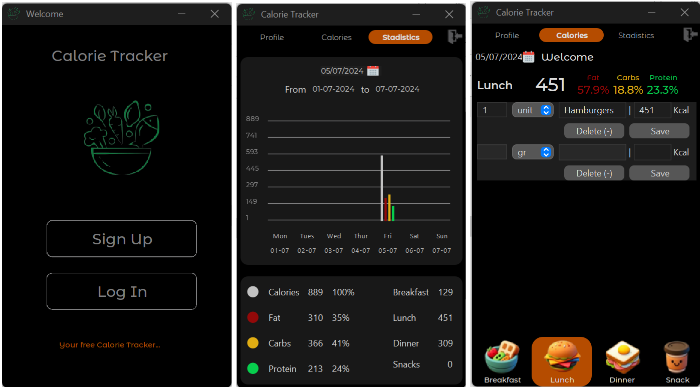 Welcome
Calorie Tracker
Sign Up
Log In
Your free Calorie Tracker...
Calorie Tracker
Profile Calories Stadistics
05/07/2024
From 01-07-2024 to 07-07-2024
889
741
593
445
297
149
1
Mon Tues Wed Thur Fri Sat Sun
01-07 02-07 03-07 04-07 05-07 06-07 07-07
Calories 889 100% Breakfast 129
Fat 310 35% Lunch 451
Carbs 366 41% Dinner 309
Protein 213 24% Snacks 0
Calorie Tracker
Profile Calories Stadistics
05/07/2024 Welcome
Lunch 451 Fat Carbs Protein
57.9% 18.8% 23.3%
1 unit Hamburgers | 451 Kcal
Delete (-) Save
gr | Kcal
Delete (-) Save
Breakfast Lunch Dinner Snack